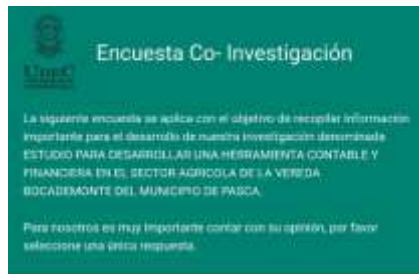 UDEC
Encuesta Co- Investigación
La siguiente encuesta se aplica con el objetivo de recopilar información
importante para el desarrollo de nuestra investigación denominada
ESTUDIO PARA DESARROLLAR UNA HERRAMIENTA CONTABLE Y
FINANCIERA EN EL SECTOR AGRICOLA DE LA VEREDA
BOCADEMONTE DEL MUNICIPIO DE PASCA.
Para nosotros es muy importante contar con su opinión, por favor
seleccione una única respuesta.